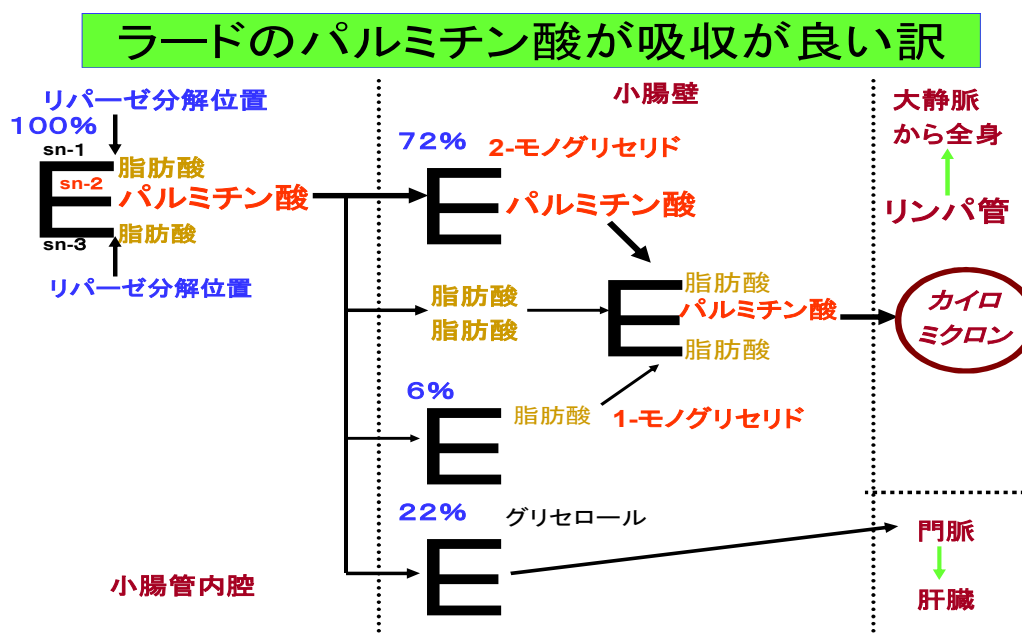 ラードのパルミチン酸が吸収が良い訳
リパーゼ分解位置
100%
sn-1
脂肪酸
sn-2
パルミチン酸
脂肪酸
sn-3
リパーゼ分解位置
小腸管内腔
小腸壁
72%
2-モノグリセリド
パルミチン酸
脂肪酸
脂肪酸
脂肪酸
パルミチン酸
脂肪酸
6%
脂肪酸
1-モノグリセリド
22%
グリセロール
大静脈
から全身
リンパ管
カイロ
ミクロン
門脈
肝臓